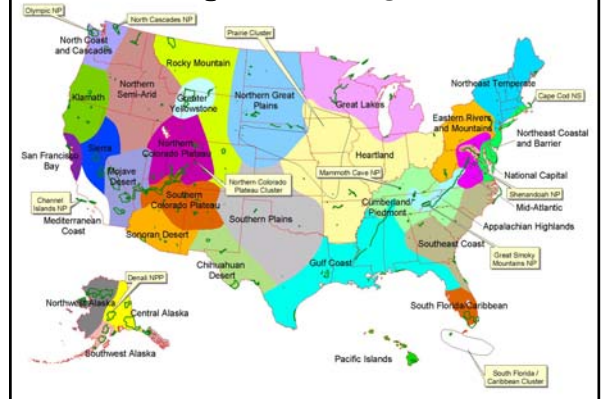 Olympic NP
North Cascades NP
Prairie Cluster
North Coast
and Cascades
Rocky Mountain
Northern
Semi-Arid
Klamath
Greater
Yellowstone
Northern Great
Plains
Great Lakes
Northeast Temperate
Cape Cod NS
Eastern Rivers
and Mountains
Northeast Coastal
and Barrier
San Francisco
Bay
Sierra
Mojave
Desert
Northern
Colorado Plateau
Northern Colorado
Plateau Cluster
Heartland
Mammoth Cave NP
National Capital
Shenandoah NP
Mid-Atlantic
Channel
Islands NP
Mediterranean
Coast
Southern
Colorado Plateau
Southern Plains
Cumberland/
Piedmont
Appalachian Highlands
Sonoran Desert
Chihuahuan
Desert
Gulf Coast
Southeast Coast
Great Smoky
Mountains NP
Denali NPP
Northwest Alaska
Central Alaska
Southwest Alaska
South Florida/Caribbean
Pacific Islands
South Florida /
Caribbean Cluster